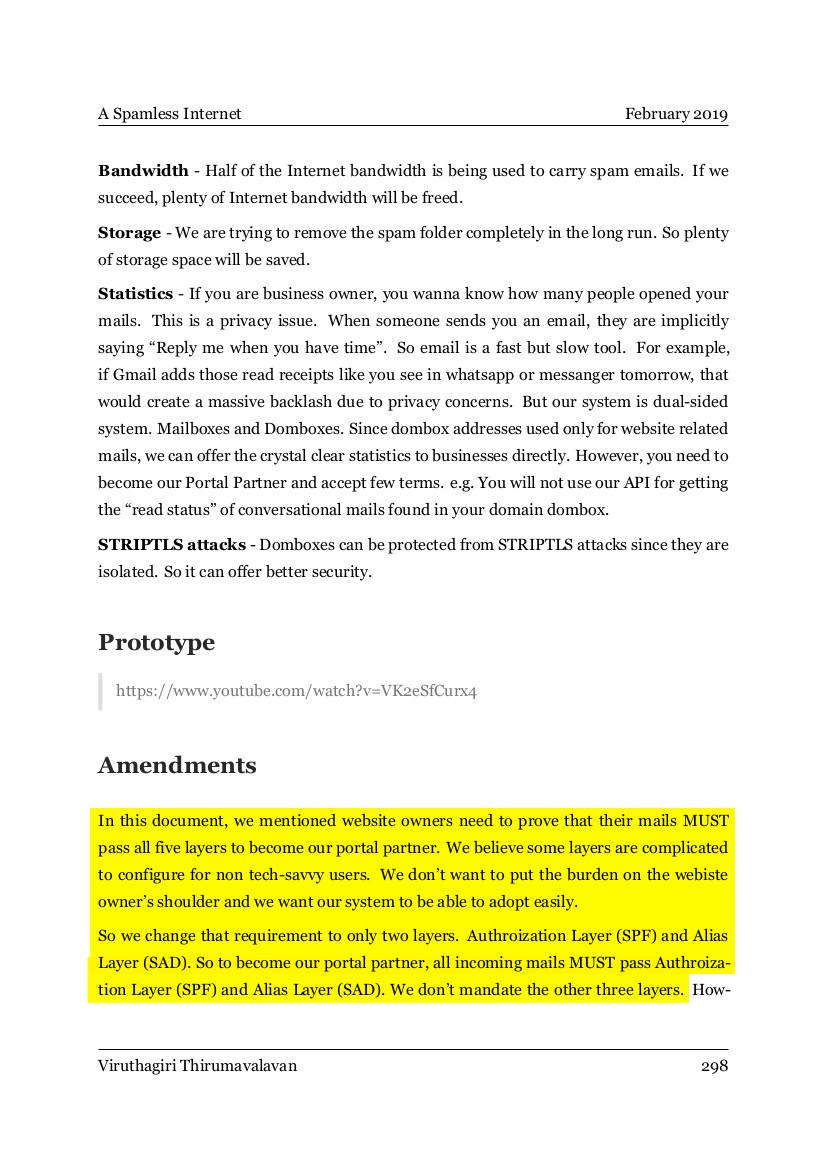 A Spamless Internet February 2019
Bandwidth - Half of the Internet bandwidth is being used to carry spam emails. If we
succeed, plenty of Internet bandwidth will be freed.
Storage - We are trying to remove the spam folder completely in the long run. So plenty
of storage space will be saved.
Statistics - If you are business owner, you wanna know how many people opened your
mails. This is a privacy issue. When someone sends you an email, they are implicitly
saying “Reply me when you have time”. So email is a fast but slow tool. For example,
if Gmail adds those read receipts like you see in whatsapp or messanger tomorrow, that
would create a massive backlash due to privacy concerns. But our system is dual-sided
system. Mailboxes and Domboxes. Since dombox addresses used only for website related
mails, we can offer the crystal clear statistics to businesses directly. However, you need to
become our Portal Partner and accept few terms. e.g. You will not use our API for getting
the “read status” of conversational mails found in your domain dombox.
STRIPTLS attacks - Domboxes can be protected from STRIPTLS attacks since they are
isolated. So it can offer better security.
Prototype
https://www.youtube.com/watch?v=VK2eSfCurx4
Amendments
In this document, we mentioned website owners need to prove that their mails MUST
pass all five layers to become our portal partner. We believe some layers are complicated
to configure for non tech-savvy users. We don’t want to put the burden on the webiste
owner’s shoulder and we want our system to be able to adopt easily.
So we change that requirement to only two layers. Authroization Layer (SPF) and Alias
Layer (SAD). So to become our portal partner, all incoming mails MUST pass Authroiza-
tion Layer (SPF) and Alias Layer (SAD). We don’t mandate the other three layers. How-
Viruthagiri Thirumavalavan 298